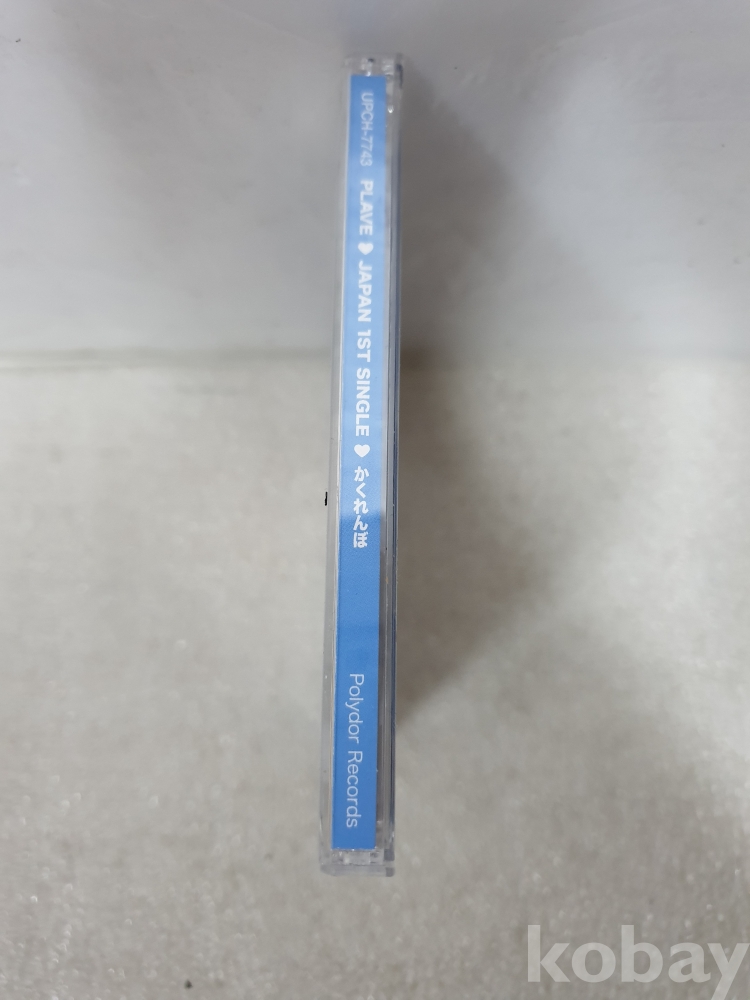 UPCH-7743 PLAVE ♥ JAPAN 1ST SINGLE ♥ かくれんぼ Polydor Records
kobay